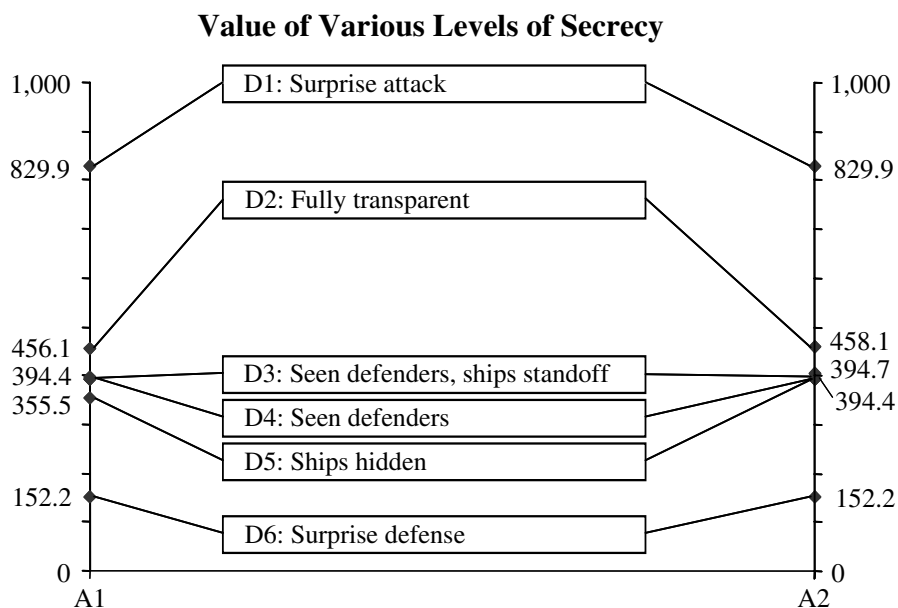 Value of Various Levels of Secrecy
1,000
D1: Surprise attack
1,000
829.9
829.9
D2: Fully transparent
456.1
458.1
D3: Seen defenders, ships standoff
394.7
394.4
394.4
355.5
D4: Seen defenders
D5: Ships hidden
152.2
152.2
D6: Surprise defense
0
0
A1
A2